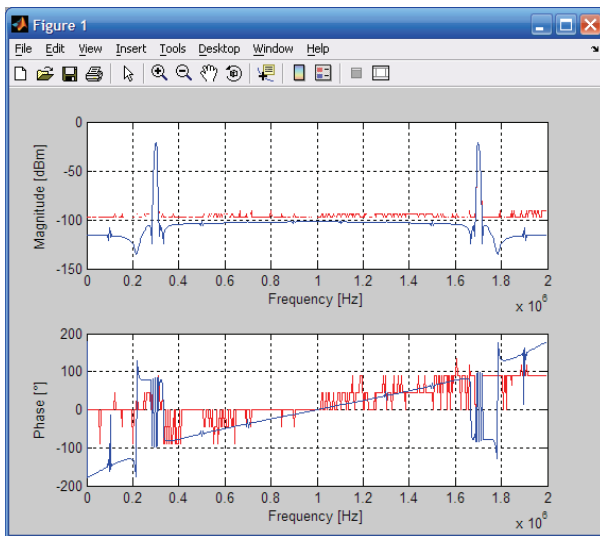 Figure 1
File Edit View Insert Tools Desktop Window Help
0
-50
-100
-150
Magnitude [dBm]
0 0.2 0.4 0.6 0.8 1 1.2 1.4 1.6 1.8 2
Frequency [Hz]
x 10^6
200
100
0
-100
-200
Phase [°]
0 0.2 0.4 0.6 0.8 1 1.2 1.4 1.6 1.8 2
Frequency [Hz]
x 10^6